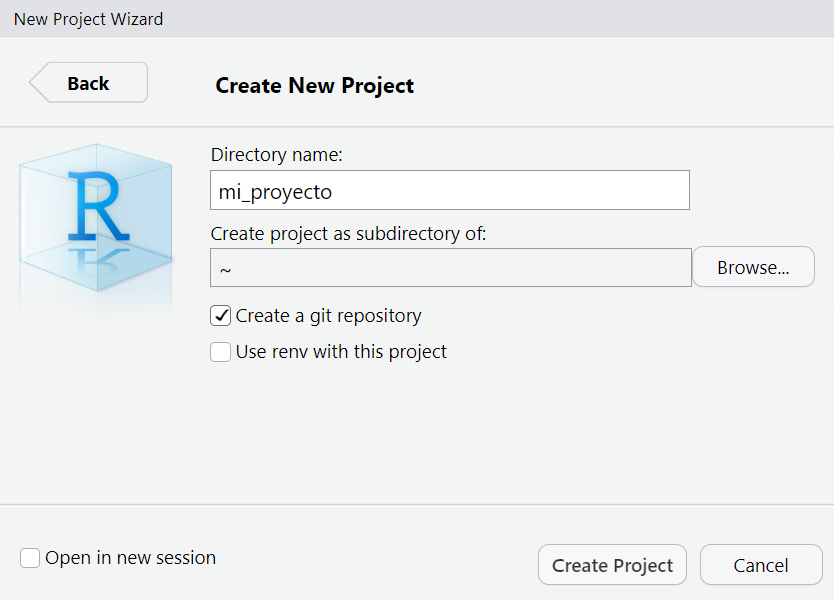 New Project Wizard
Back
Create New Project
R
Directory name:
mi_proyecto
Create project as subdirectory of:
~
Browse...
Create a git repository
Use renv with this project
Open in new session
Create Project
Cancel